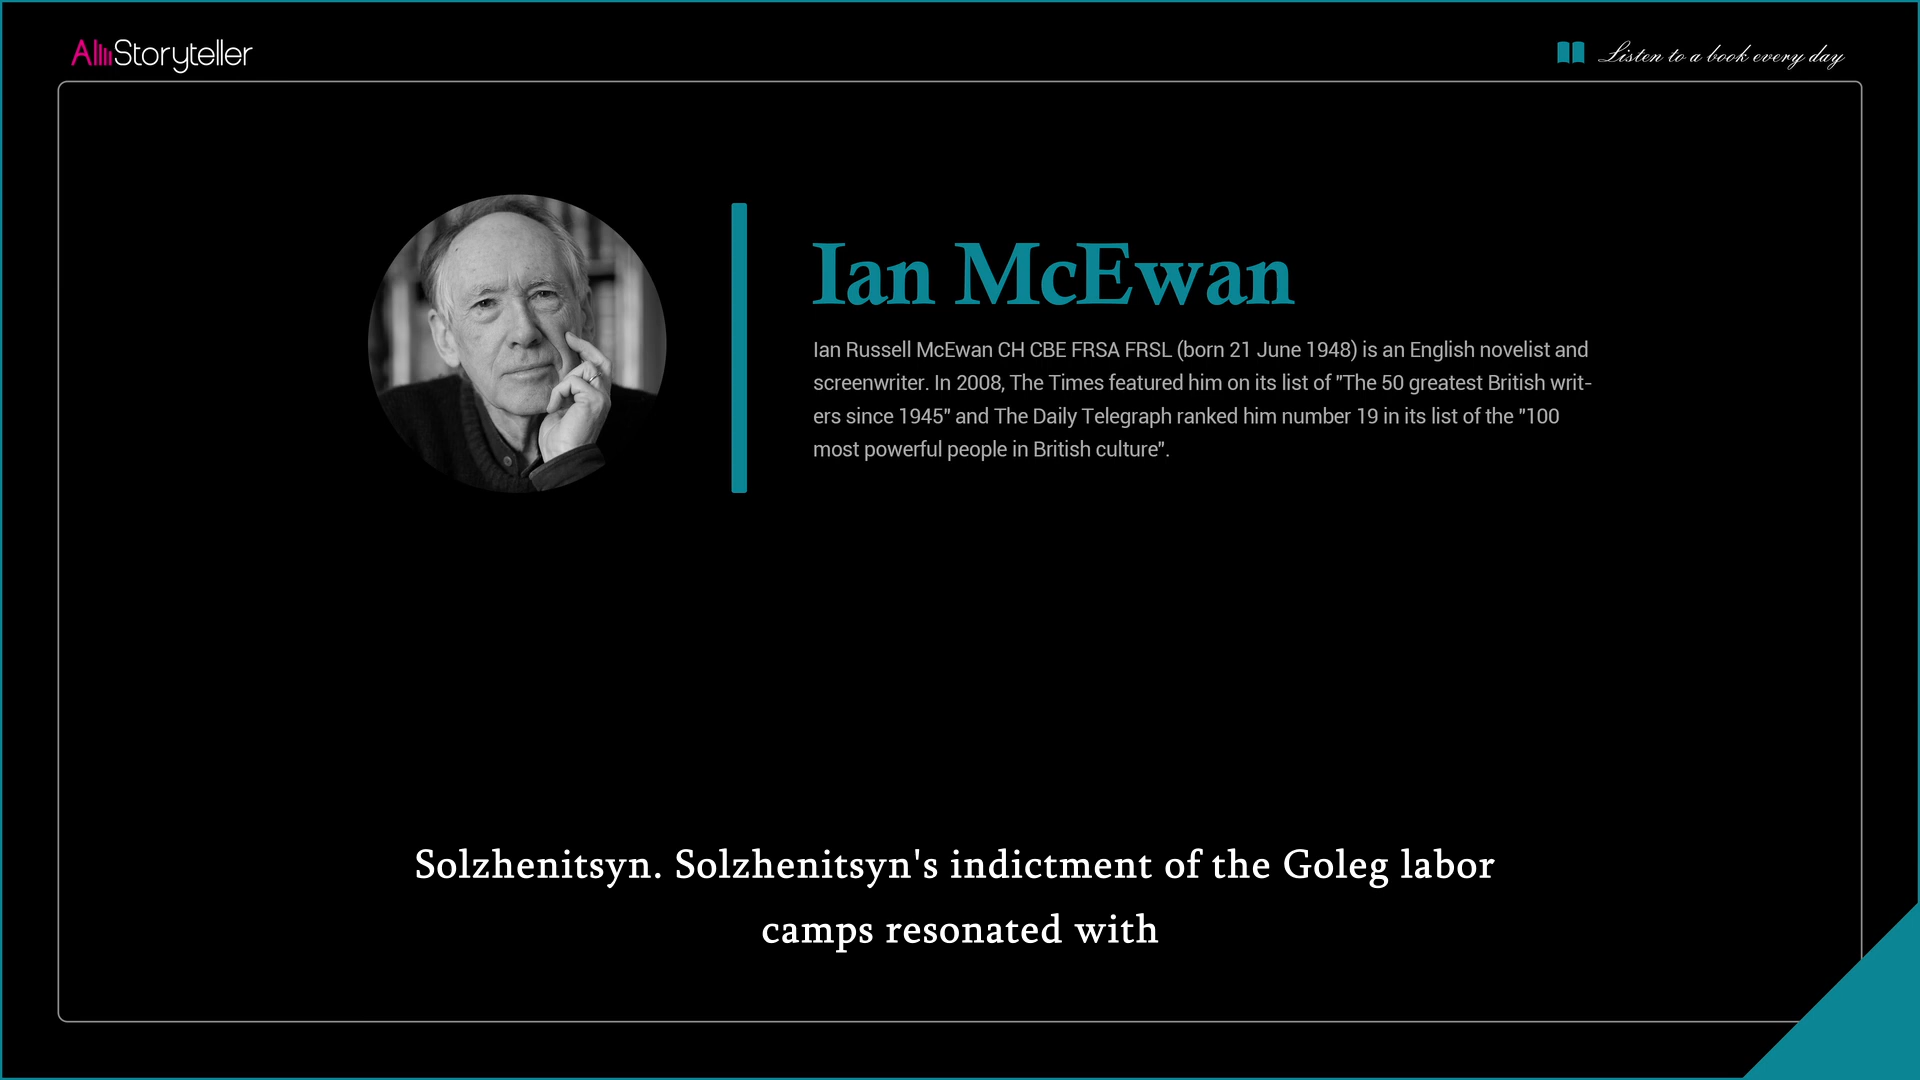 AllStoryteller
Listen to a book every day
Ian McEwan
Ian Russell McEwan CH CBE FRSA FRSL (born 21 June 1948) is an English novelist and
screenwriter. In 2008, The Times featured him on its list of "The 50 greatest British writ-
ers since 1945" and The Daily Telegraph ranked him number 19 in its list of the "100
most powerful people in British culture".
Solzhenitsyn. Solzhenitsyn's indictment of the Goleg labor
camps resonated with